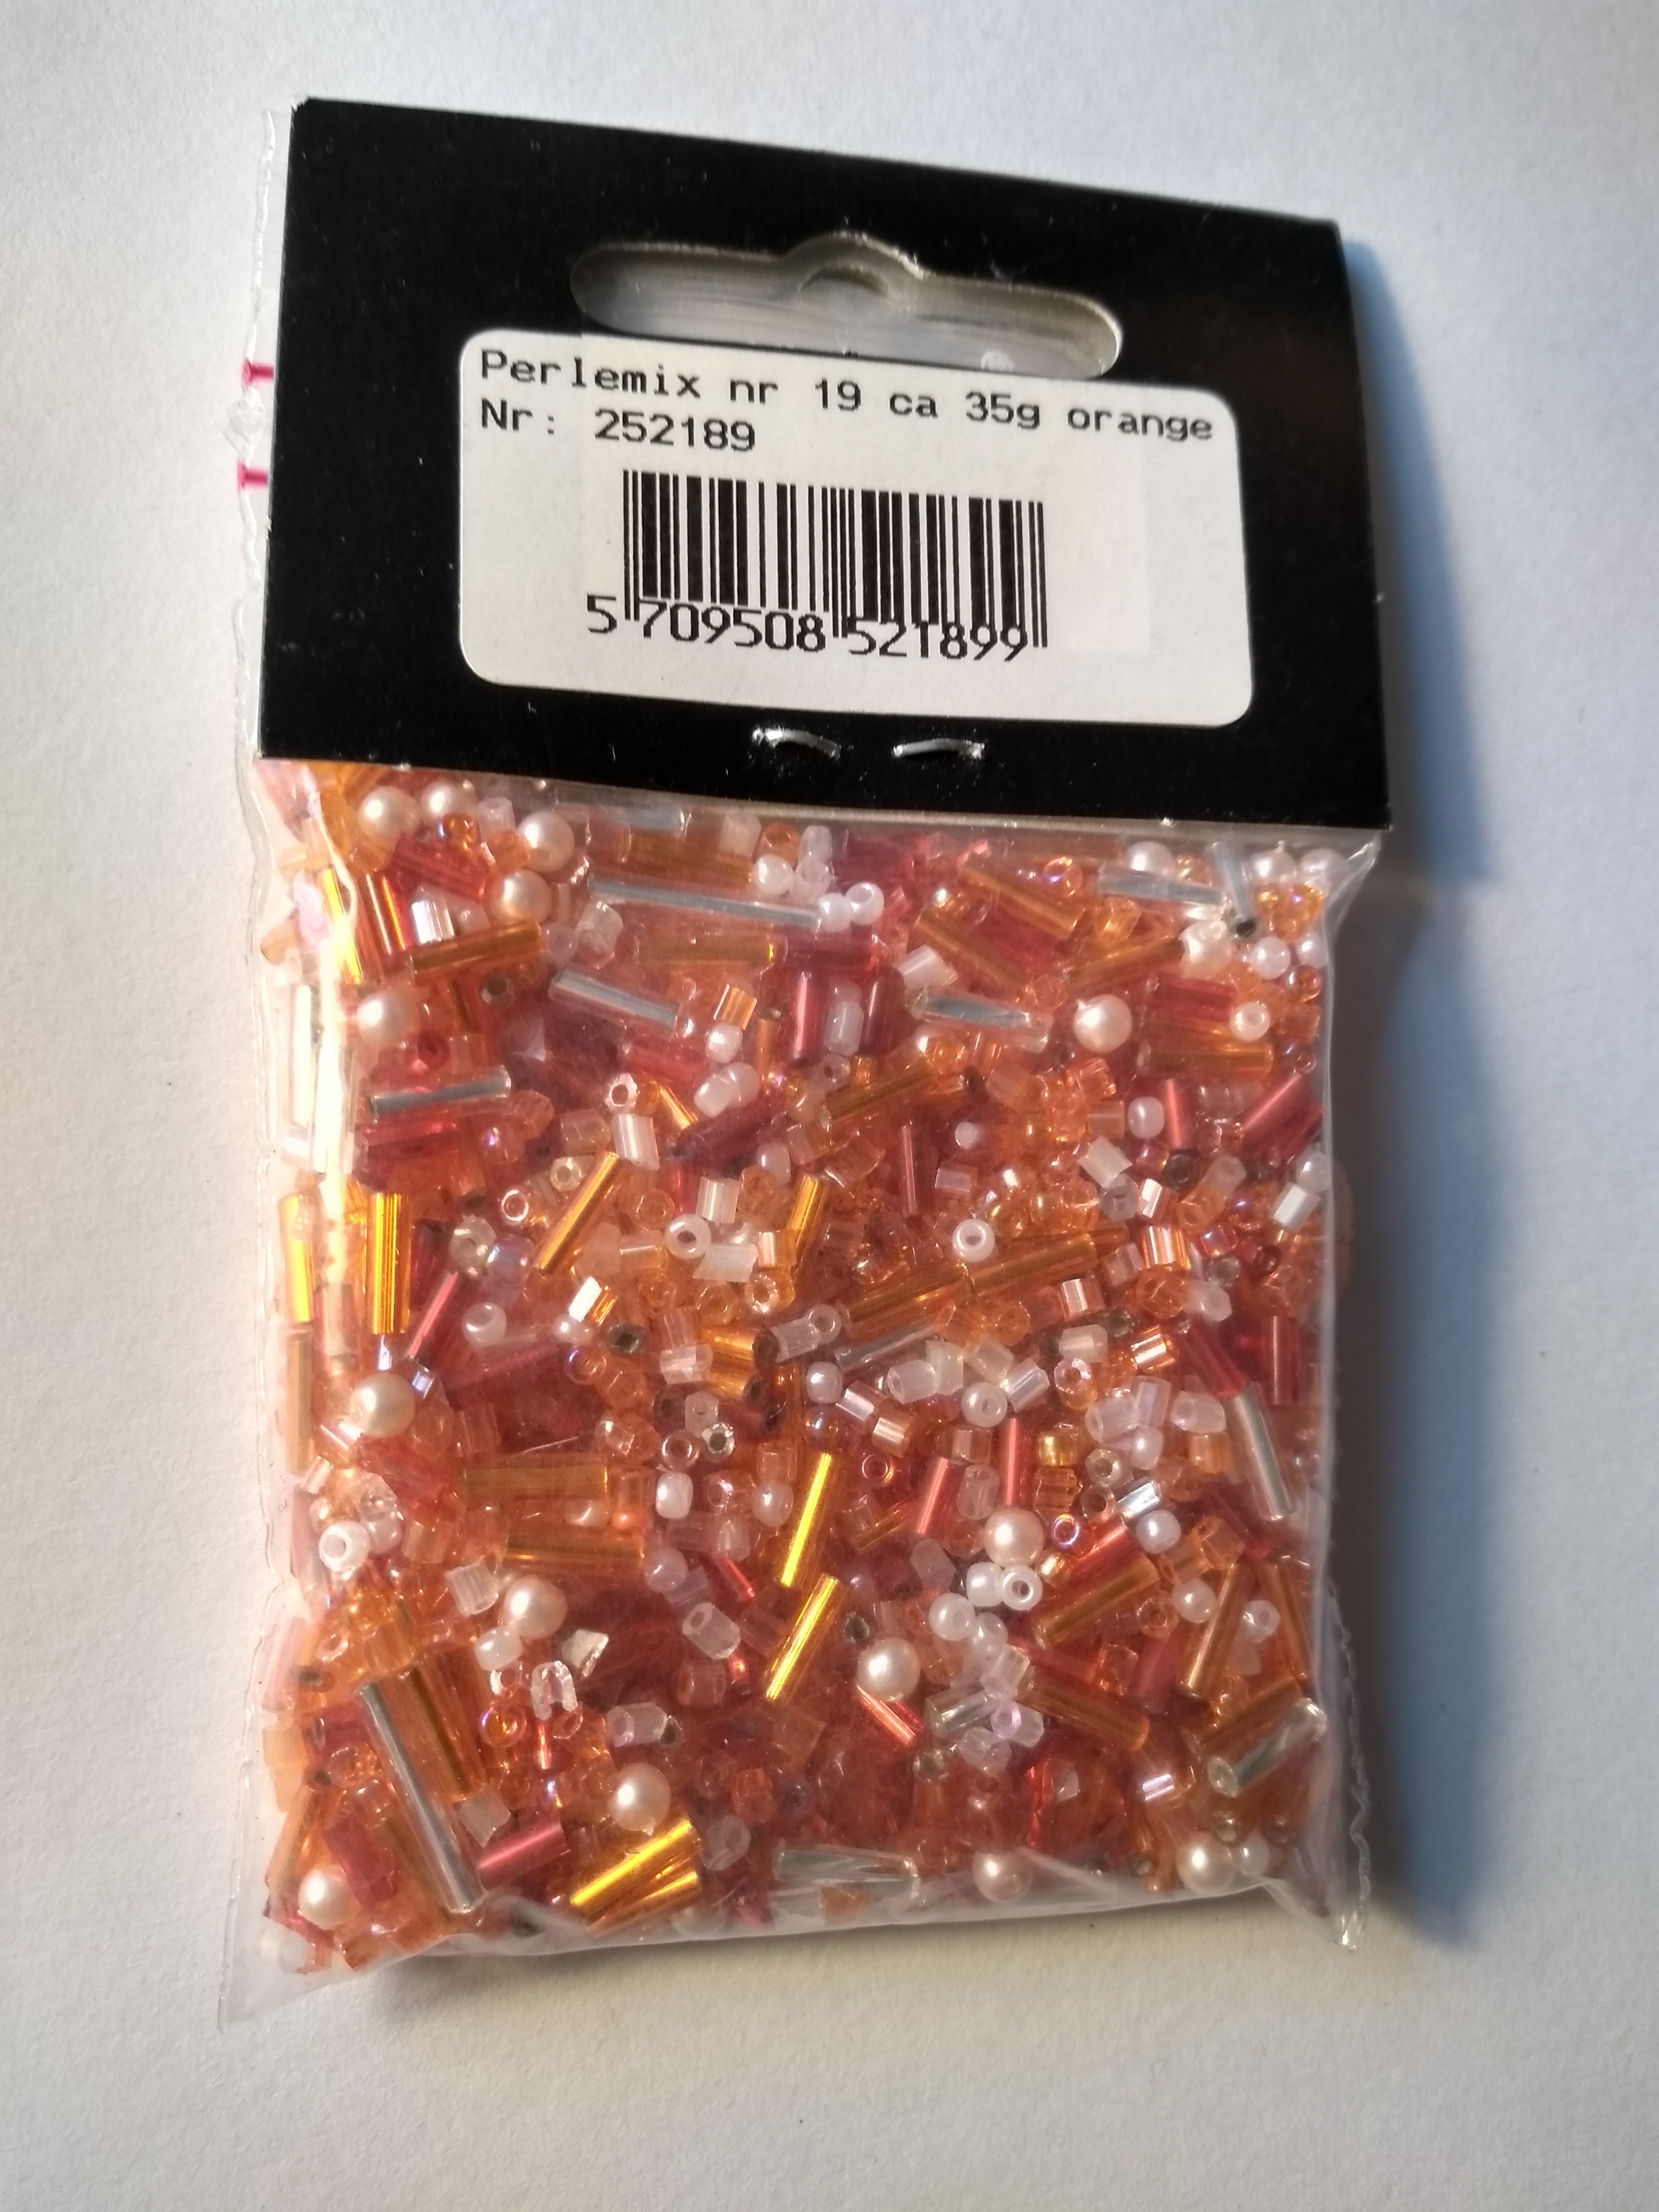 Perlemix nr 19 ca 35g orange
Nr: 252189
5 709508 521899